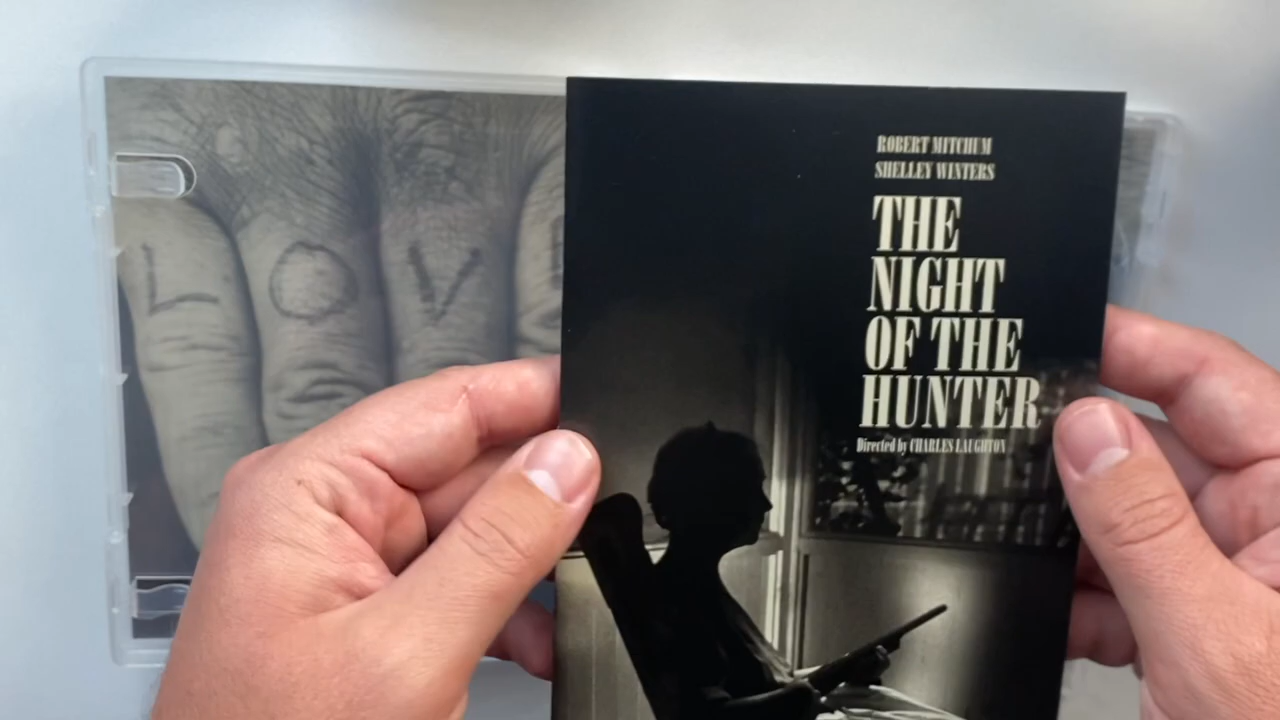 LOVE
ROBERT MITCHUM
SHELLEY WINTERS
THE
NIGHT
OF THE
HUNTER
Directed by CHARLES LAUGHTON